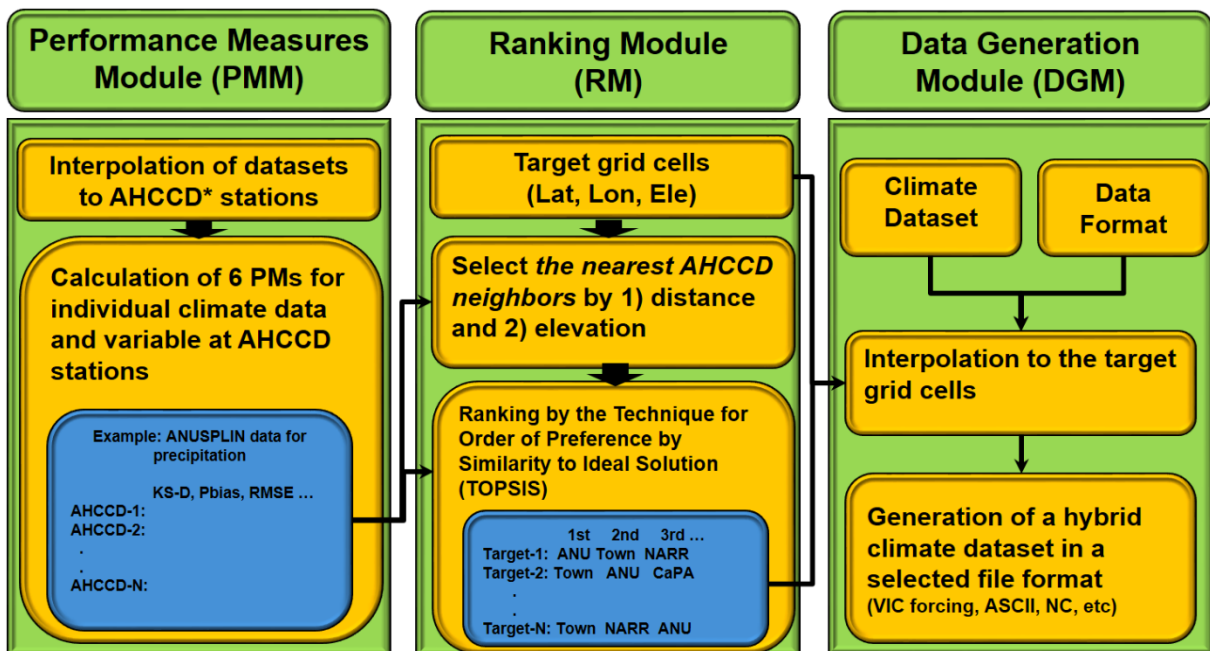 Performance Measures
Module (PMM)
Interpolation of datasets
to AHCCD* stations
Calculation of 6 PMs for
individual climate data
and variable at AHCCD
stations
Example: ANUSPLIN data for
precipitation
KS-D, Pbias, RMSE ...
AHCCD-1:
AHCCD-2:
.
.
AHCCD-N:
Ranking Module
(RM)
Target grid cells
(Lat, Lon, Ele)
Select the nearest AHCCD
neighbors by 1) distance
and 2) elevation
Ranking by the Technique for
Order of Preference by
Similarity to Ideal Solution
(TOPSIS)
1st 2nd 3rd ...
Target-1: ANU Town NARR
Target-2: Town ANU CaPA
.
.
Target-N: Town NARR ANU
Data Generation
Module (DGM)
Climate
Dataset
Data
Format
Interpolation to the target
grid cells
Generation of a hybrid
climate dataset in a
selected file format
(VIC forcing, ASCII, NC, etc)